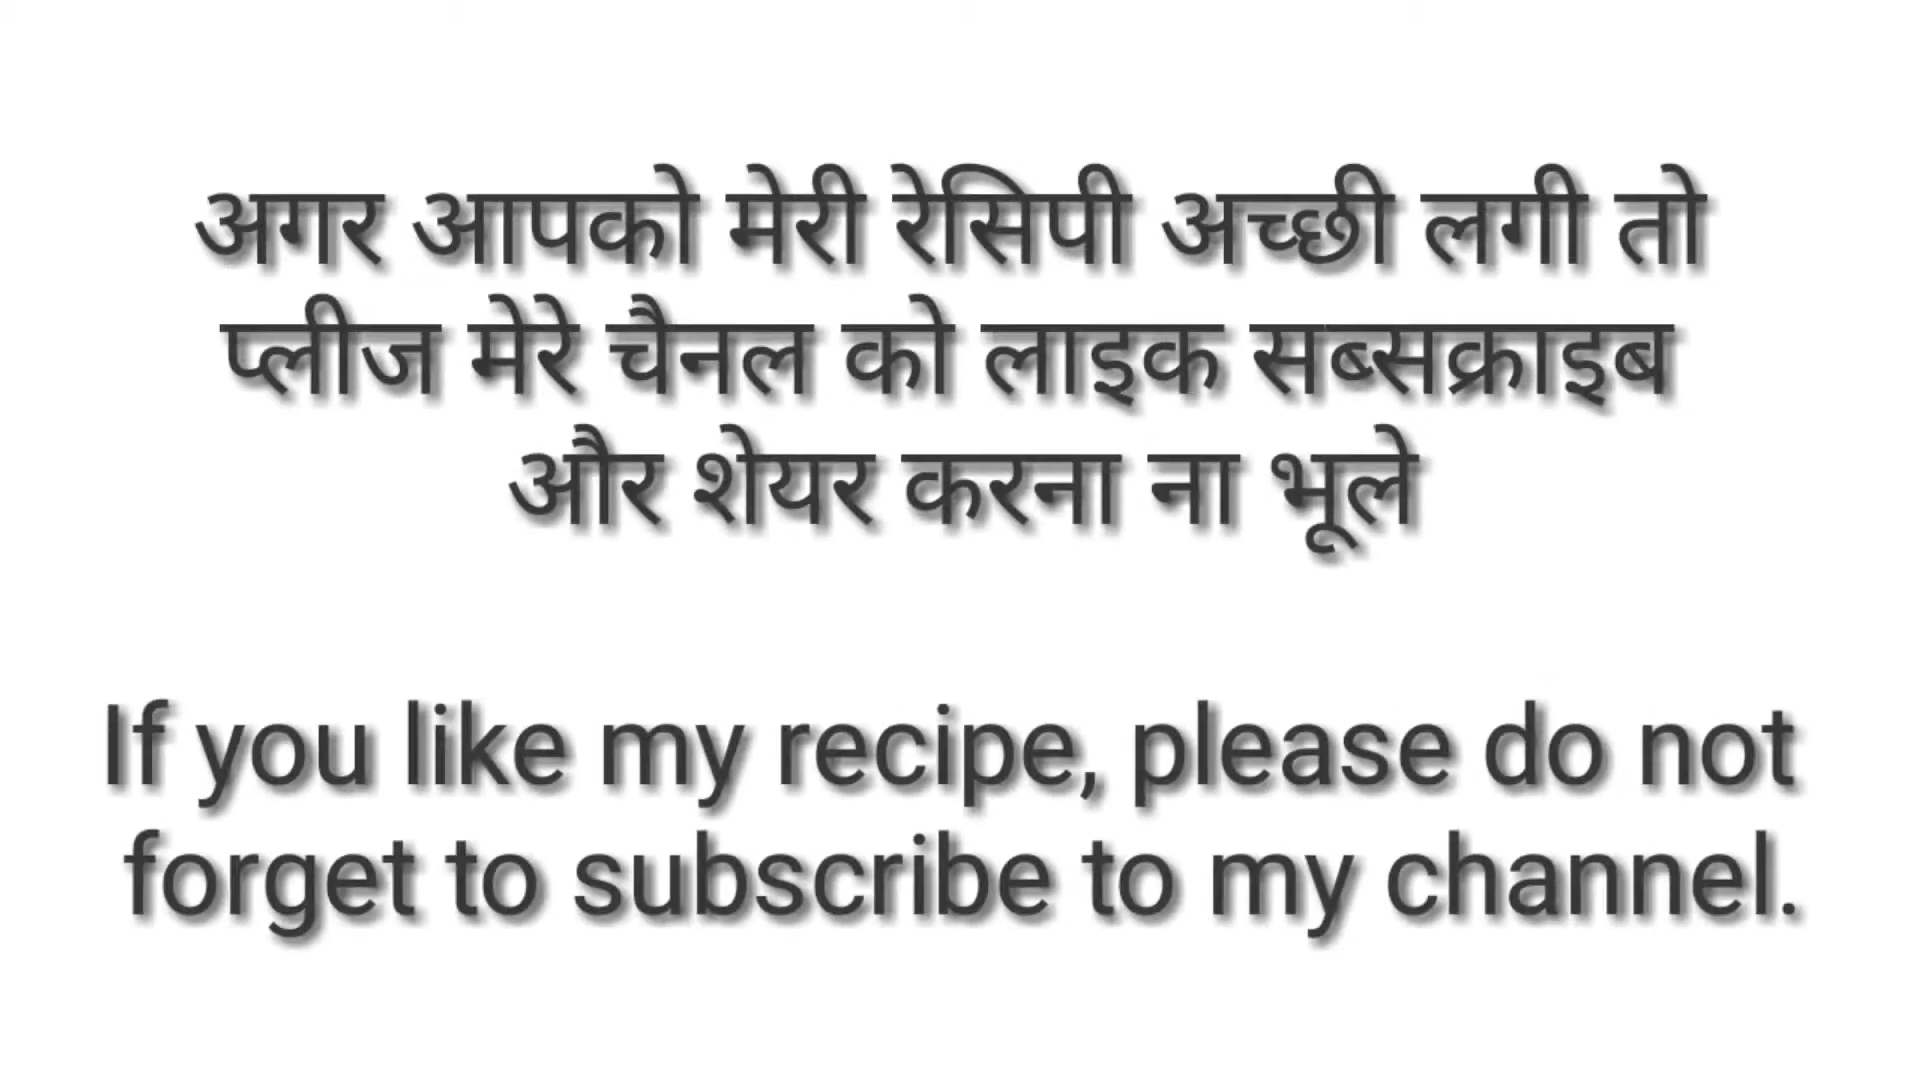 अगर आपको मेरी रेसिपी अच्छी लगी तो
प्लीज मेरे चैनल को लाइक सब्सक्राइब
और शेयर करना ना भूले
If you like my recipe, please do not
forget to subscribe to my channel.